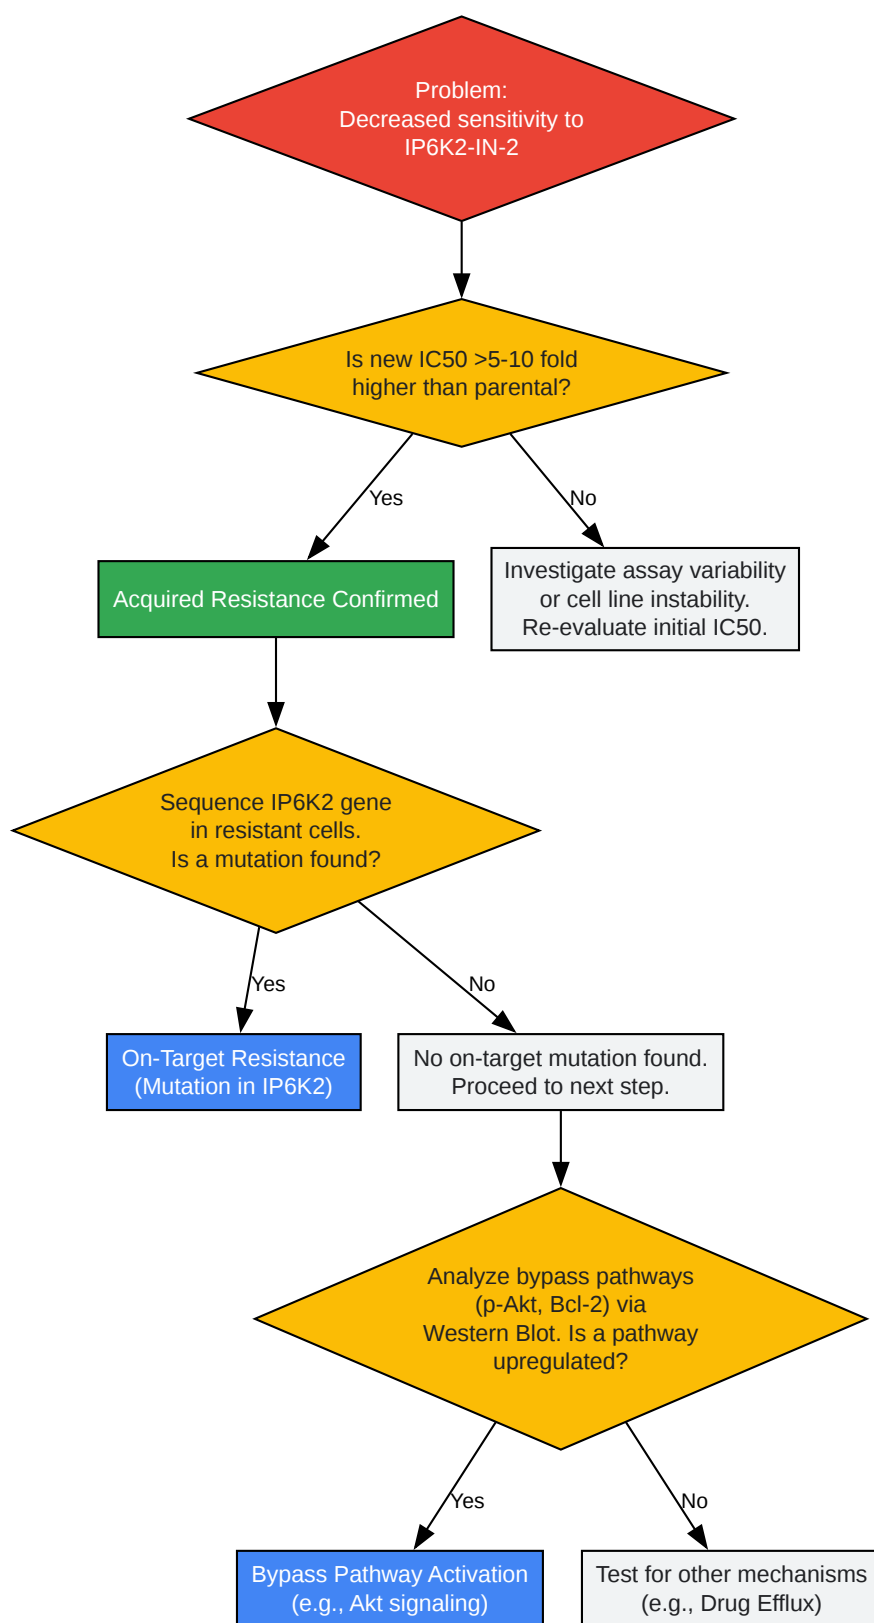 Problem:
Decreased sensitivity to
IP6K2-IN-2
Is new IC50 >5-10 fold
higher than parental?
Yes
No
Acquired Resistance Confirmed
Investigate assay variability
or cell line instability.
Re-evaluate initial IC50.
Sequence IP6K2 gene
in resistant cells.
Is a mutation found?
Yes
No
On-Target Resistance
(Mutation in IP6K2)
No on-target mutation found.
Proceed to next step.
Analyze bypass pathways
(p-Akt, Bcl-2) via
Western Blot. Is a pathway
upregulated?
Yes
No
Bypass Pathway Activation
(e.g., Akt signaling)
Test for other mechanisms
(e.g., Drug Efflux)